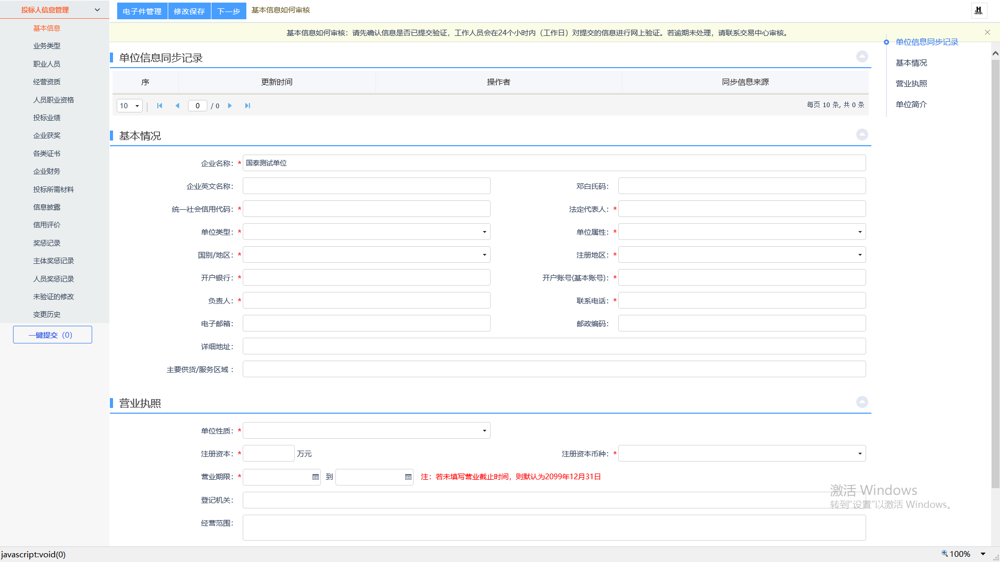 投标人信息管理
基本信息
业务类型
职业人员
经营资质
人员职业资格
投标业绩
企业获奖
各类证书
企业财务
投标所需材料
信息披露
信用评价
奖惩记录
主体奖惩记录
人员奖惩记录
未验证的修改
变更历史
一键提交（0）
电子件管理 修改保存 下一步 基本信息如何审核
H
基本信息如何审核：请先确认信息是否已提交验证，工作人员会在24个小时内（工作日）对提交的信息进行网上验证。若逾期未处理，请联系交易中心审核。
单位信息同步记录
序 更新时间 操作者 同步信息来源
10 0 / 0 每页 10 条, 共 0 条
基本情况
企业名称：* 国泰测试单位
企业英文名称： 邓白氏码：
统一社会信用代码：* 法定代表人：*
单位类型：* 单位属性：*
国别/地区：* 注册地区：*
开户银行：* 开户账号(基本账号)：*
负责人：* 联系电话：*
电子邮箱： 邮政编码：
详细地址：
主要供货/服务区域 :
营业执照
单位性质：*
注册资本：* 万元 注册资本币种：*
营业期限：* 到 注：若未填写营业截止时间，则默认为2099年12月31日
登记机关：
经营范围：
单位信息同步记录
基本情况
营业执照
单位简介
激活 Windows
转到“设置”以激活 Windows。
javascript:void(0)
100%